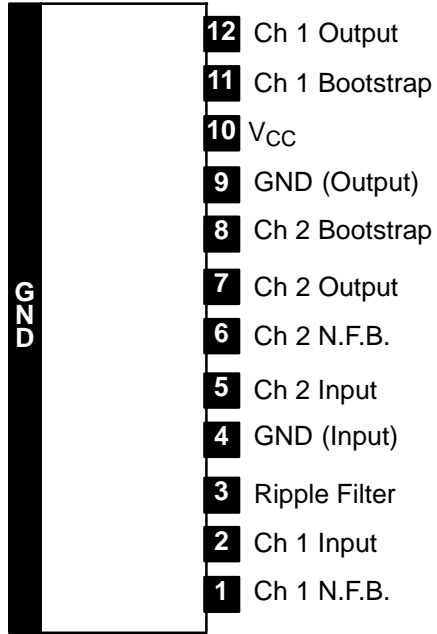 12 Ch 1 Output
11 Ch 1 Bootstrap
10 VCC
9 GND (Output)
8 Ch 2 Bootstrap
7 Ch 2 Output
GND
6 Ch 2 N.F.B.
5 Ch 2 Input
4 GND (Input)
3 Ripple Filter
2 Ch 1 Input
1 Ch 1 N.F.B.